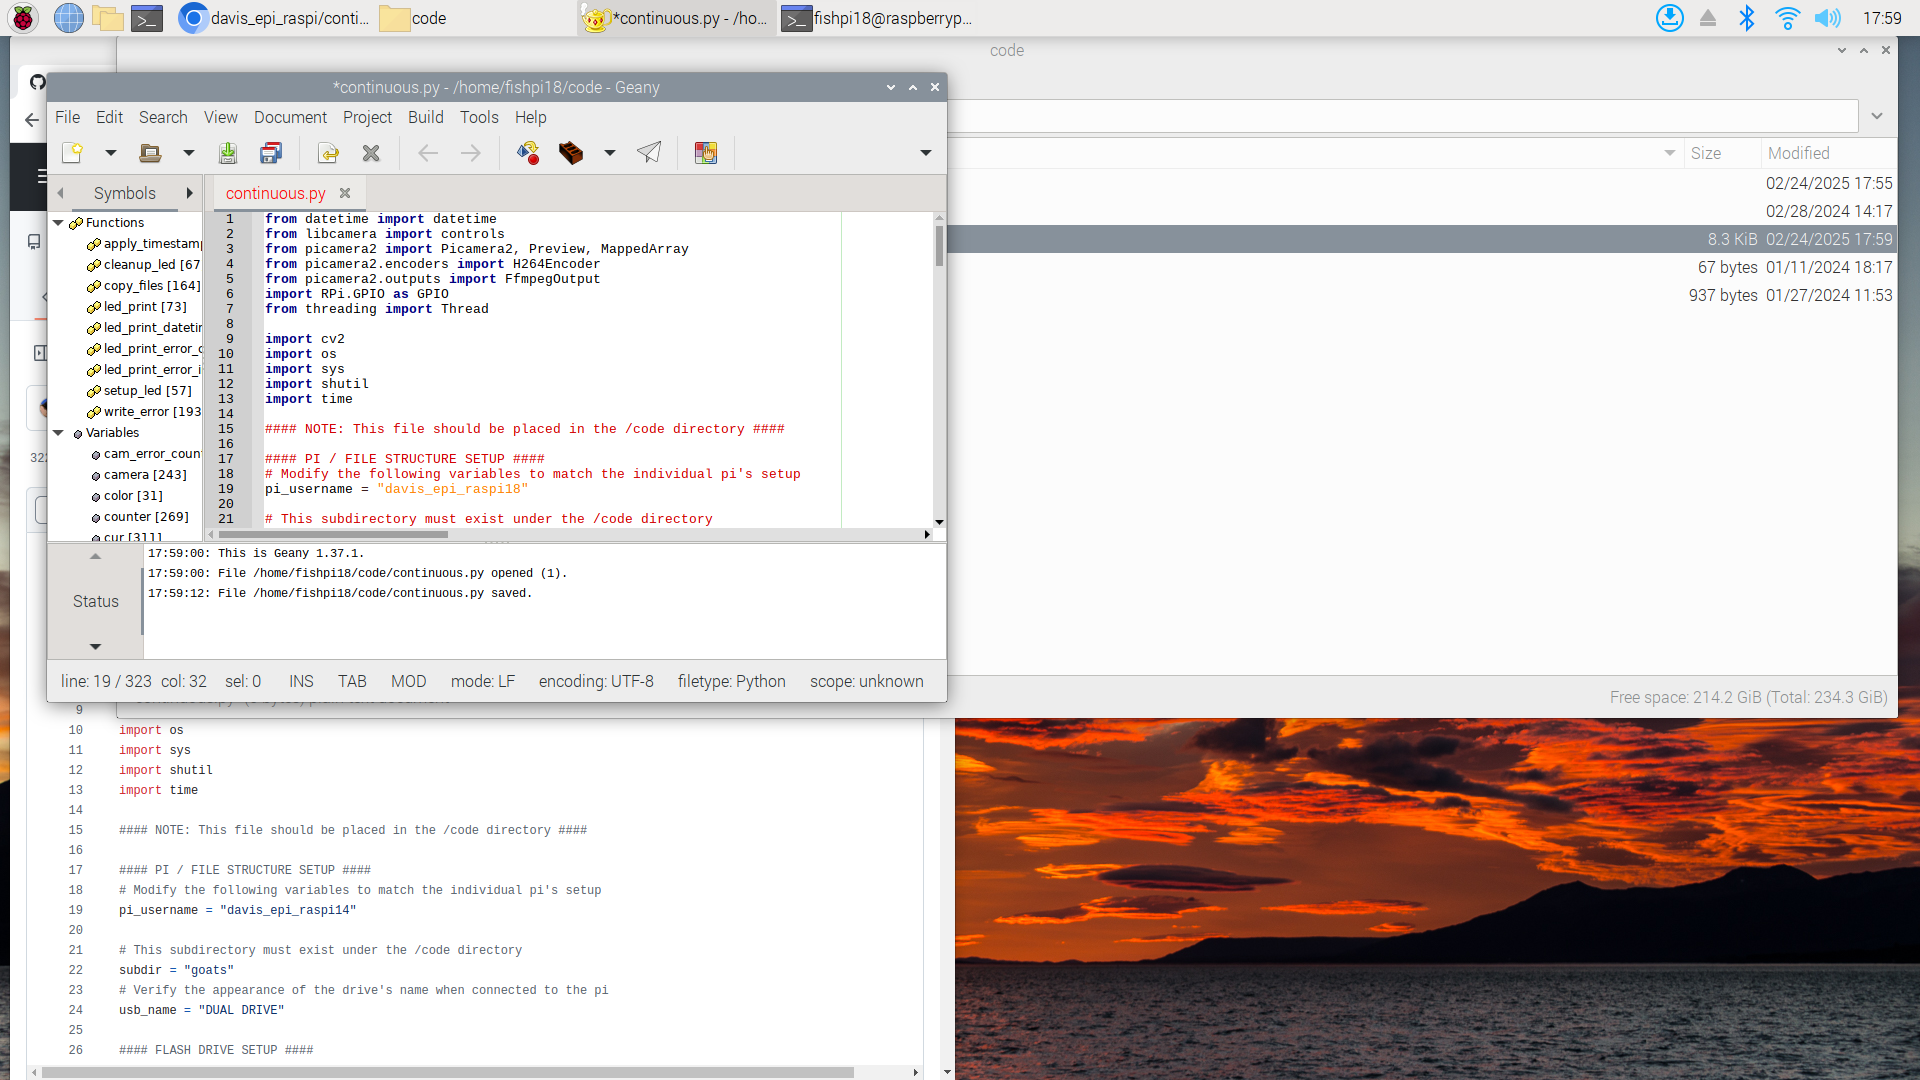 davis_epi_raspi/conti...
code
*continuous.py - /ho...
fishpi18@raspberryp...
17:59
code
*continuous.py - /home/fishpi18/code - Geany
File Edit Search View Document Project Build Tools Help
Size
Modified
02/24/2025 17:55
02/28/2024 14:17
8.3 KiB 02/24/2025 17:59
67 bytes 01/11/2024 18:17
937 bytes 01/27/2024 11:53
Free space: 214.2 GiB (Total: 234.3 GiB)
Symbols
continuous.py
Functions
apply_timestamp
cleanup_led [67
copy_files [164]
led_print [73]
led_print_datetin
led_print_error_c
led_print_error_i
setup_led [57]
write_error [193
Variables
cam_error_coun
camera [243]
color [31]
counter [269]
cur [311]
1 from datetime import datetime
2 from libcamera import controls
3 from picamera2 import Picamera2, Preview, MappedArray
4 from picamera2.encoders import H264Encoder
5 from picamera2.outputs import FfmpegOutput
6 import RPi.GPIO as GPIO
7 from threading import Thread
8
9 import cv2
10 import os
11 import sys
12 import shutil
13 import time
14
15 #### NOTE: This file should be placed in the /code directory ####
16
17 #### PI / FILE STRUCTURE SETUP ####
18 # Modify the following variables to match the individual pi's setup
19 pi_username = "davis_epi_raspi18"
20
21 # This subdirectory must exist under the /code directory
Status
17:59:00: This is Geany 1.37.1.
17:59:00: File /home/fishpi18/code/continuous.py opened (1).
17:59:12: File /home/fishpi18/code/continuous.py saved.
line: 19 / 323 col: 32 sel: 0 INS TAB MOD mode: LF encoding: UTF-8 filetype: Python scope: unknown
322
9
10 import os
11 import sys
12 import shutil
13 import time
14
15 #### NOTE: This file should be placed in the /code directory ####
16
17 #### PI / FILE STRUCTURE SETUP ####
18 # Modify the following variables to match the individual pi's setup
19 pi_username = "davis_epi_raspi14"
20
21 # This subdirectory must exist under the /code directory
22 subdir = "goats"
23 # Verify the appearance of the drive's name when connected to the pi
24 usb_name = "DUAL DRIVE"
25
26 #### FLASH DRIVE SETUP ####